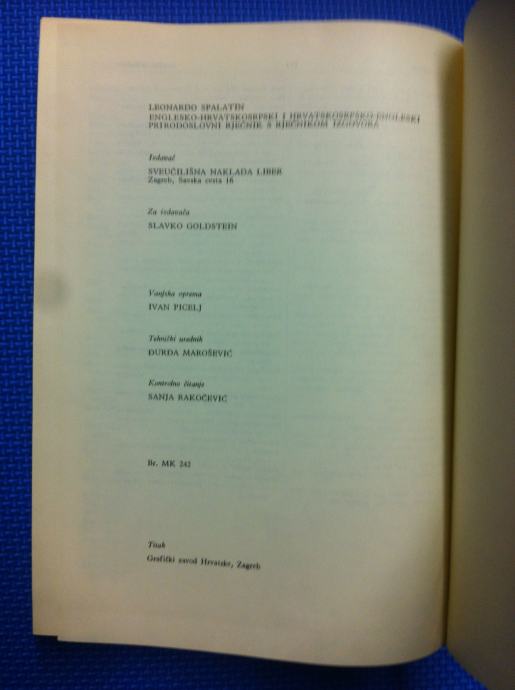 LEONARDO SPALATIN
ENGLESKO-HRVATSKOSRPSKI I HRVATSKOSRPSKO-ENGLESKI
PRIRODOSLOVNI RJEČNIK S RJEČNIKOM IZGOVORA
Izdavač
SVEUČILIŠNA NAKLADA LIBER
Zagreb, Savska cesta 16
Za izdavača
SLAVKO GOLDSTEIN
Vanjska oprema
IVAN PICELJ
Tehnički urednik
ĐURĐA MAROŠEVIĆ
Kontrolno čitanje
SANJA RAKOČEVIĆ
Br. MK 242
Tisak
Grafički zavod Hrvatske, Zagreb